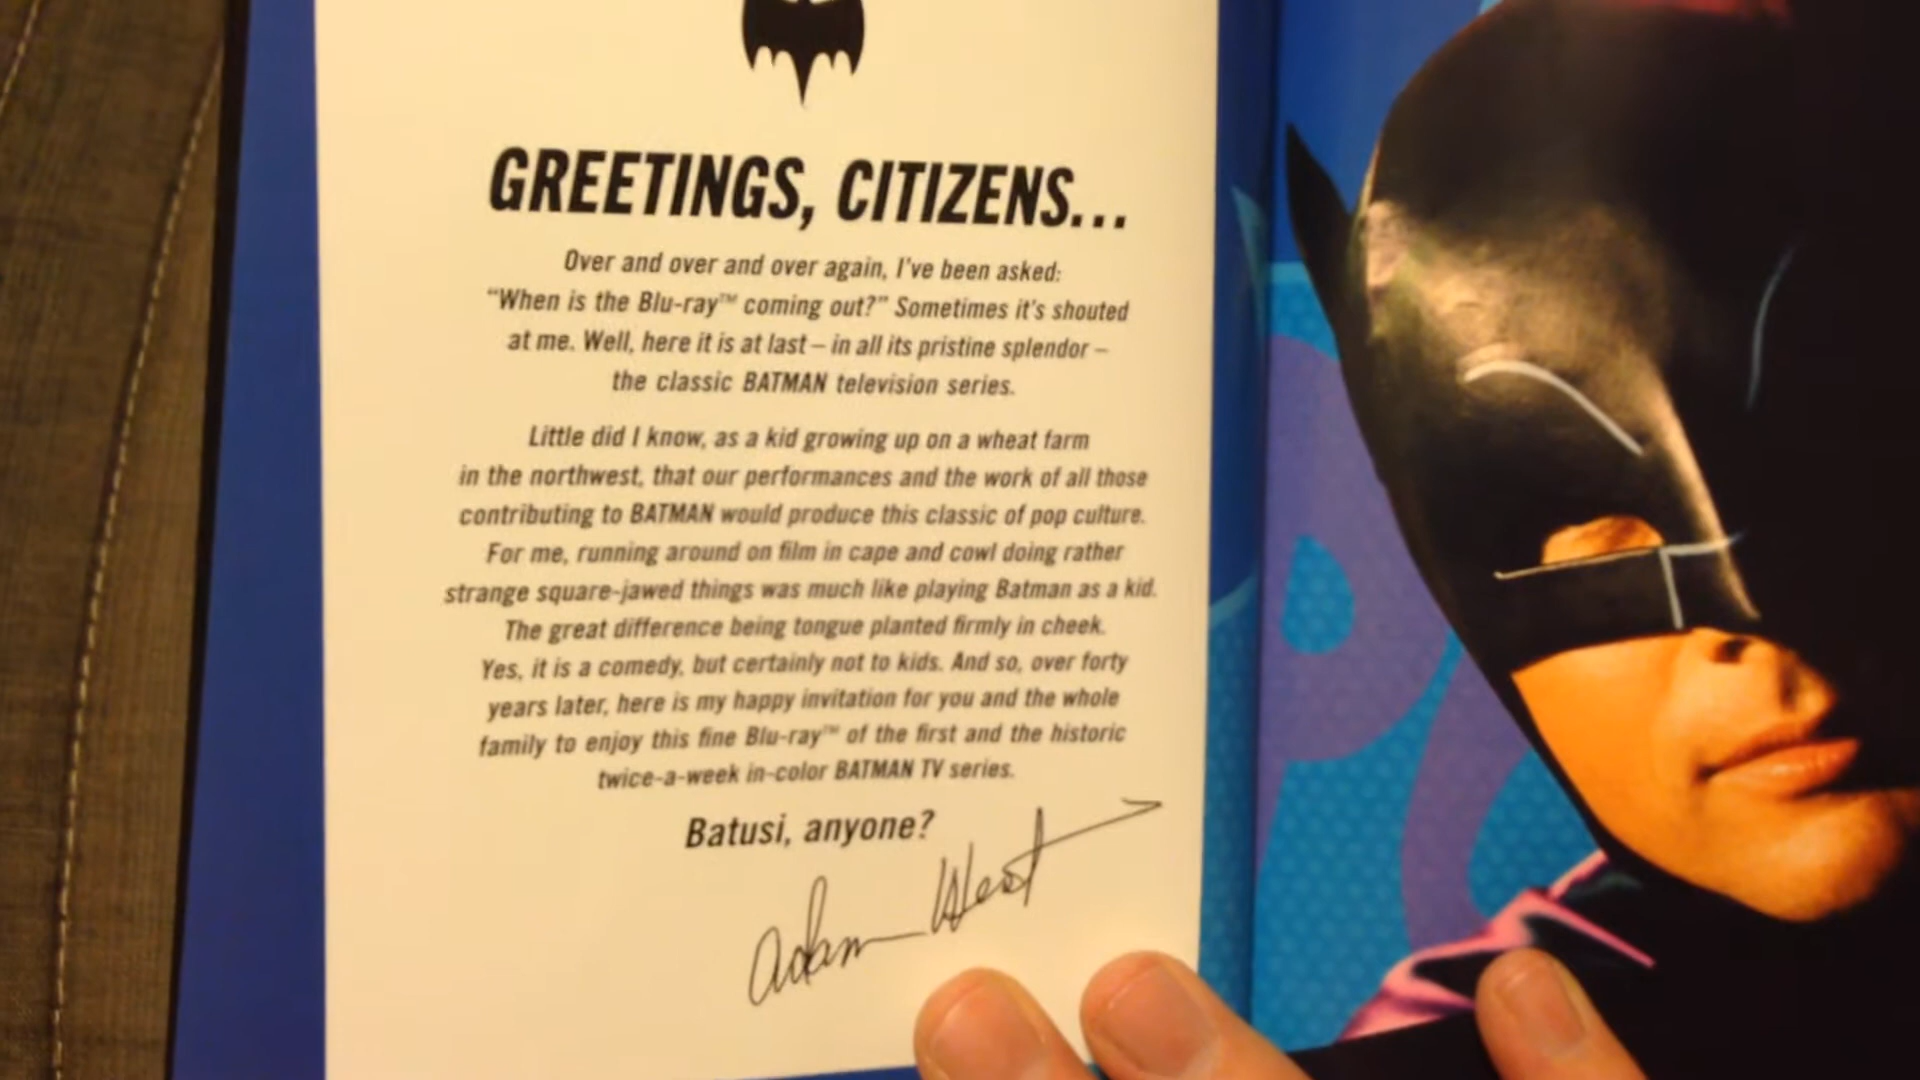 GREETINGS, CITIZENS...
Over and over and over again, I've been asked:
“When is the Blu-ray™ coming out?” Sometimes it's shouted
at me. Well, here it is at last – in all its pristine splendor –
the classic BATMAN television series.
Little did I know, as a kid growing up on a wheat farm
in the northwest, that our performances and the work of all those
contributing to BATMAN would produce this classic of pop culture.
For me, running around on film in cape and cowl doing rather
strange square-jawed things was much like playing Batman as a kid.
The great difference being tongue planted firmly in cheek.
Yes, it is a comedy, but certainly not to kids. And so, over forty
years later, here is my happy invitation for you and the whole
family to enjoy this fine Blu-ray™ of the first and the historic
twice-a-week in-color BATMAN TV series.
Batusi, anyone?
Adam West